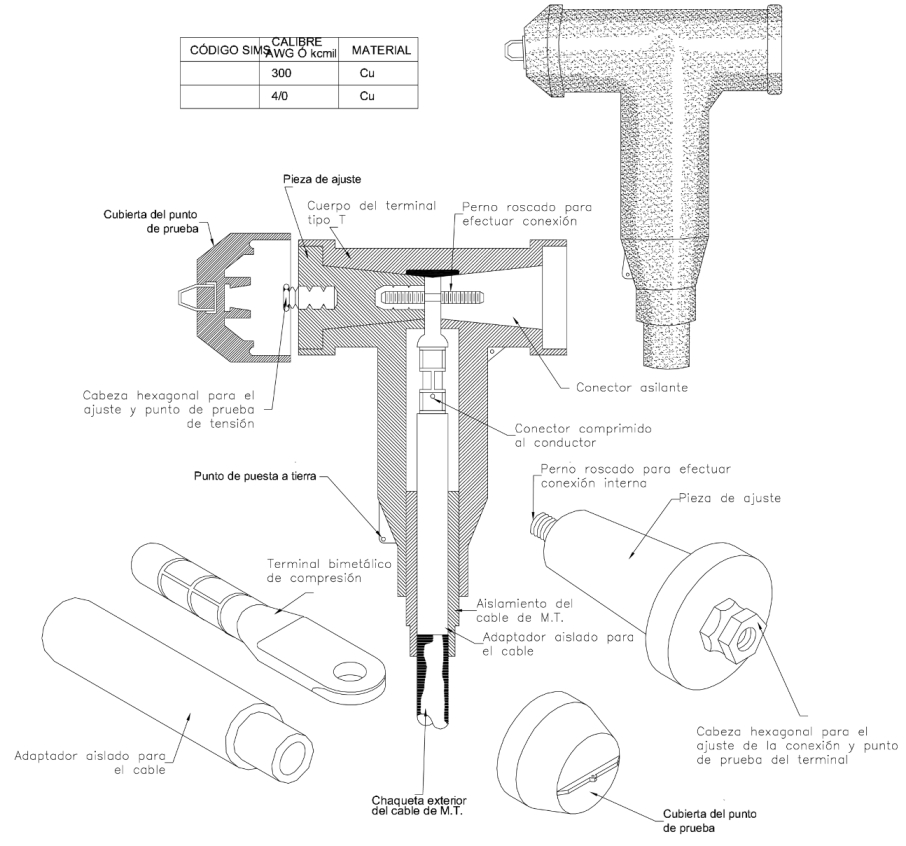 CÓDIGO SIMS
CALIBRE
AWG Ó kcmil
MATERIAL
300
Cu
4/0
Cu
Pieza de ajuste
Cubierta del punto
de prueba
Cuerpo del terminal
tipo T
Perno roscado para
efectuar conexión
Conector asilante
Cabeza hexagonal para el
ajuste y punto de prueba
de tensión
Conector comprimido
al conductor
Punto de puesta a tierra
Perno roscado para efectuar
conexión interna
Pieza de ajuste
Terminal bimetálico
de compresión
Aislamiento del
cable de M.T.
Adaptador aislado para
el cable
Adaptador aislado para
el cable
Cabeza hexagonal para el
ajuste de la conexión y punto
de prueba del terminal
Chaqueta exterior
del cable de M.T.
Cubierta del punto
de prueba